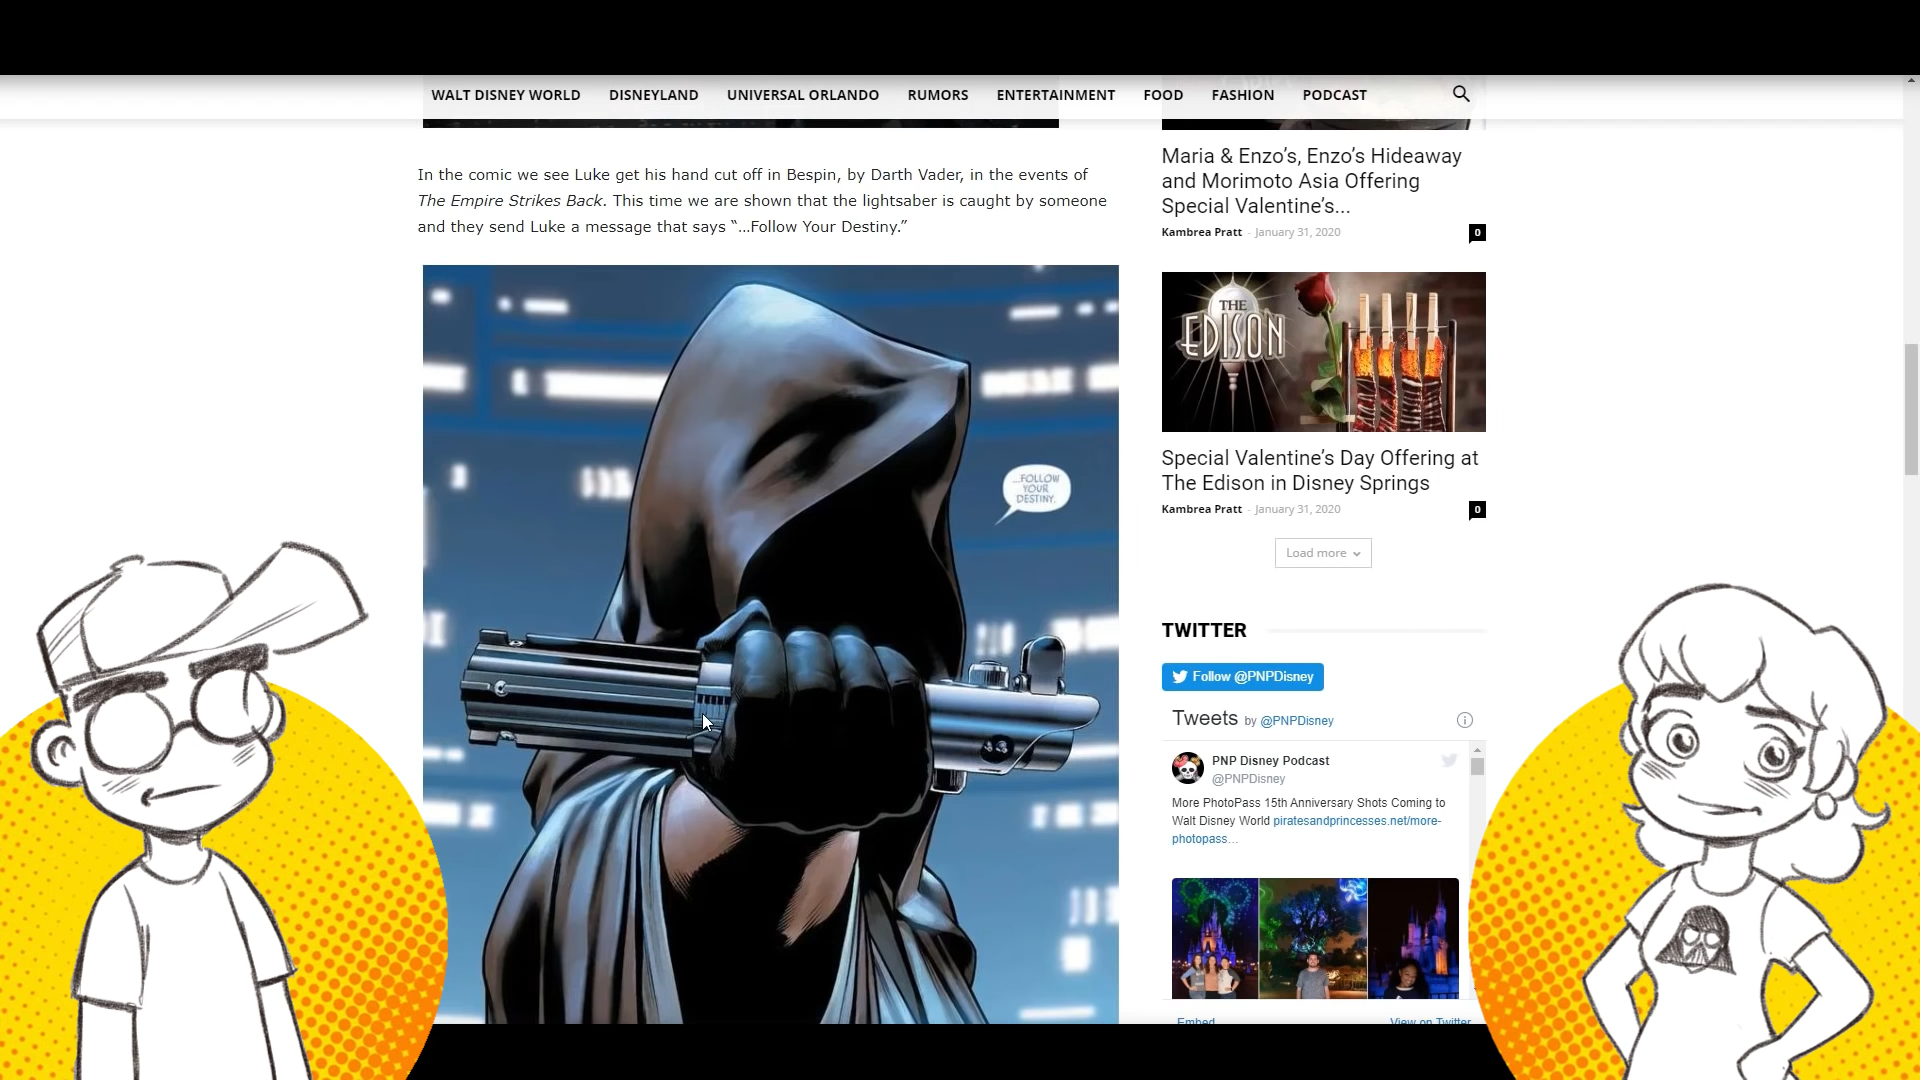 WALT DISNEY WORLD DISNEYLAND UNIVERSAL ORLANDO RUMORS ENTERTAINMENT FOOD FASHION PODCAST
In the comic we see Luke get his hand cut off in Bespin, by Darth Vader, in the events of
The Empire Strikes Back. This time we are shown that the lightsaber is caught by someone
and they send Luke a message that says “…Follow Your Destiny.”
...FOLLOW
YOUR
DESTINY.
Maria & Enzo’s, Enzo’s Hideaway
and Morimoto Asia Offering
Special Valentine’s...
Kambrea Pratt - January 31, 2020
0
THE
EDISON
Special Valentine’s Day Offering at
The Edison in Disney Springs
Kambrea Pratt - January 31, 2020
0
Load more
TWITTER
Follow @PNPDisney
Tweets by @PNPDisney
PNP Disney Podcast
@PNPDisney
More PhotoPass 15th Anniversary Shots Coming to
Walt Disney World piratesandprincesses.net/more-
photopass…
Embed View on Twitter